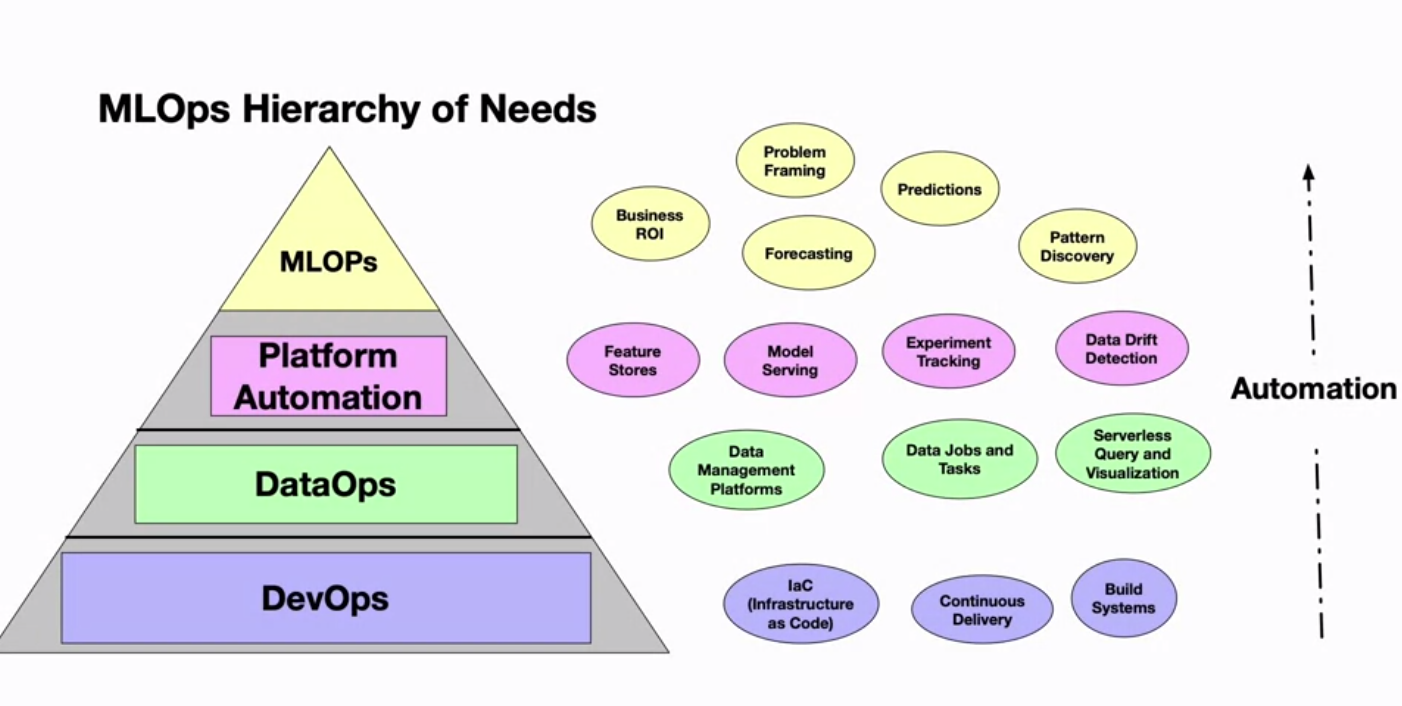 MLOps Hierarchy of Needs
MLOPs
Platform
Automation
DataOps
DevOps
Problem
Framing
Predictions
Business
ROI
Forecasting
Pattern
Discovery
Feature
Stores
Model
Serving
Experiment
Tracking
Data Drift
Detection
Data
Management
Platforms
Data Jobs and
Tasks
Serverless
Query and
Visualization
IaC
(Infrastructure
as Code)
Continuous
Delivery
Build
Systems
Automation